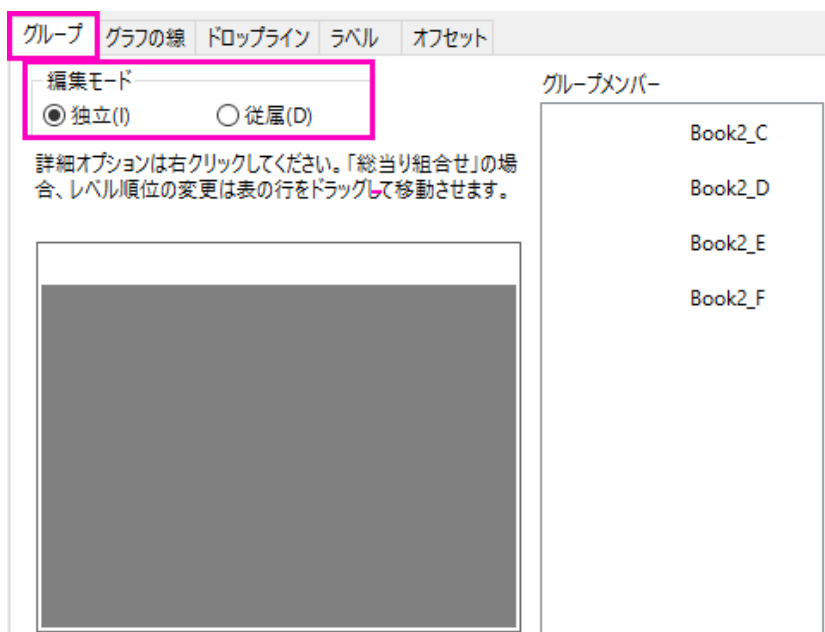 グループ グラフの線 ドロップライン ラベル オフセット
編集モード
独立(I) 従属(D)
詳細オプションは右クリックしてください。「総当り組合せ」の場
合、レベル順位の変更は表の行をドラッグして移動させます。
グループメンバー
Book2_C
Book2_D
Book2_E
Book2_F